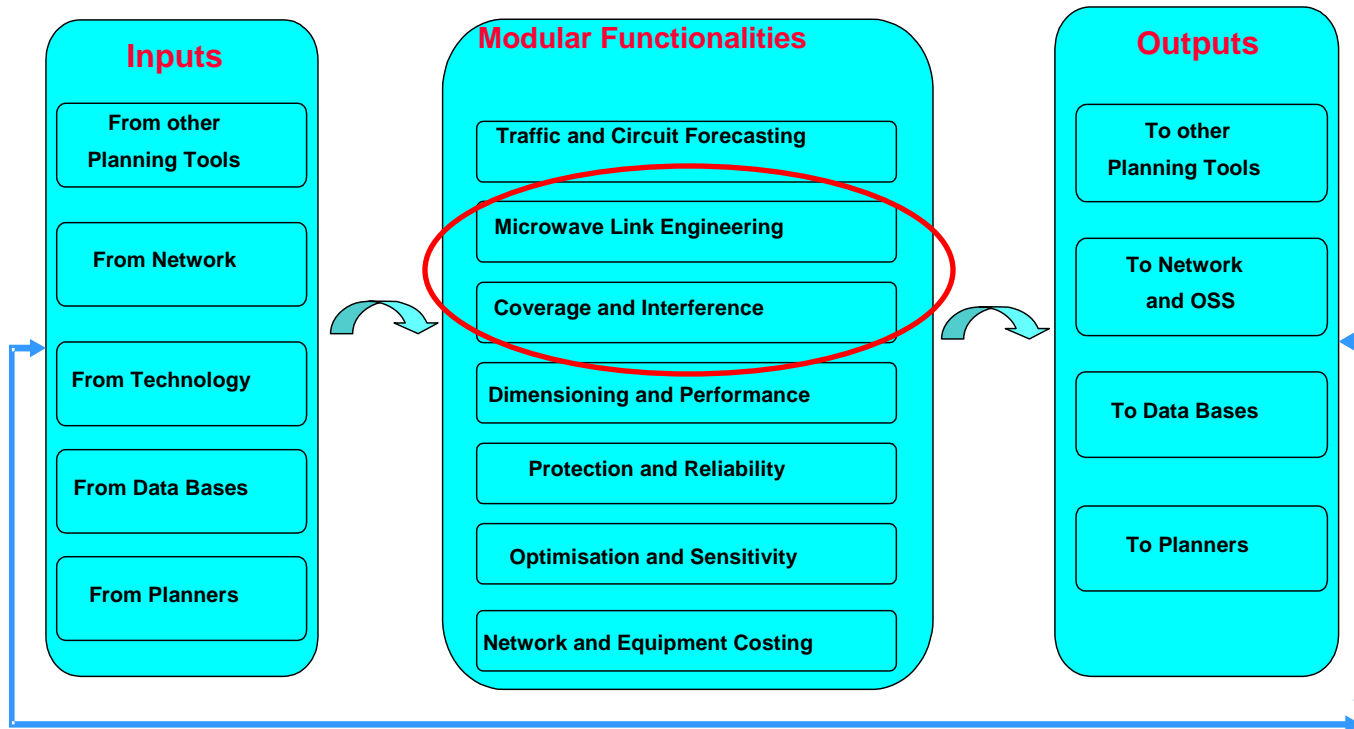 Inputs
From other
Planning Tools
From Network
From Technology
From Data Bases
From Planners
Modular Functionalities
Traffic and Circuit Forecasting
Microwave Link Engineering
Coverage and Interference
Dimensioning and Performance
Protection and Reliability
Optimisation and Sensitivity
Network and Equipment Costing
Outputs
To other
Planning Tools
To Network
and OSS
To Data Bases
To Planners